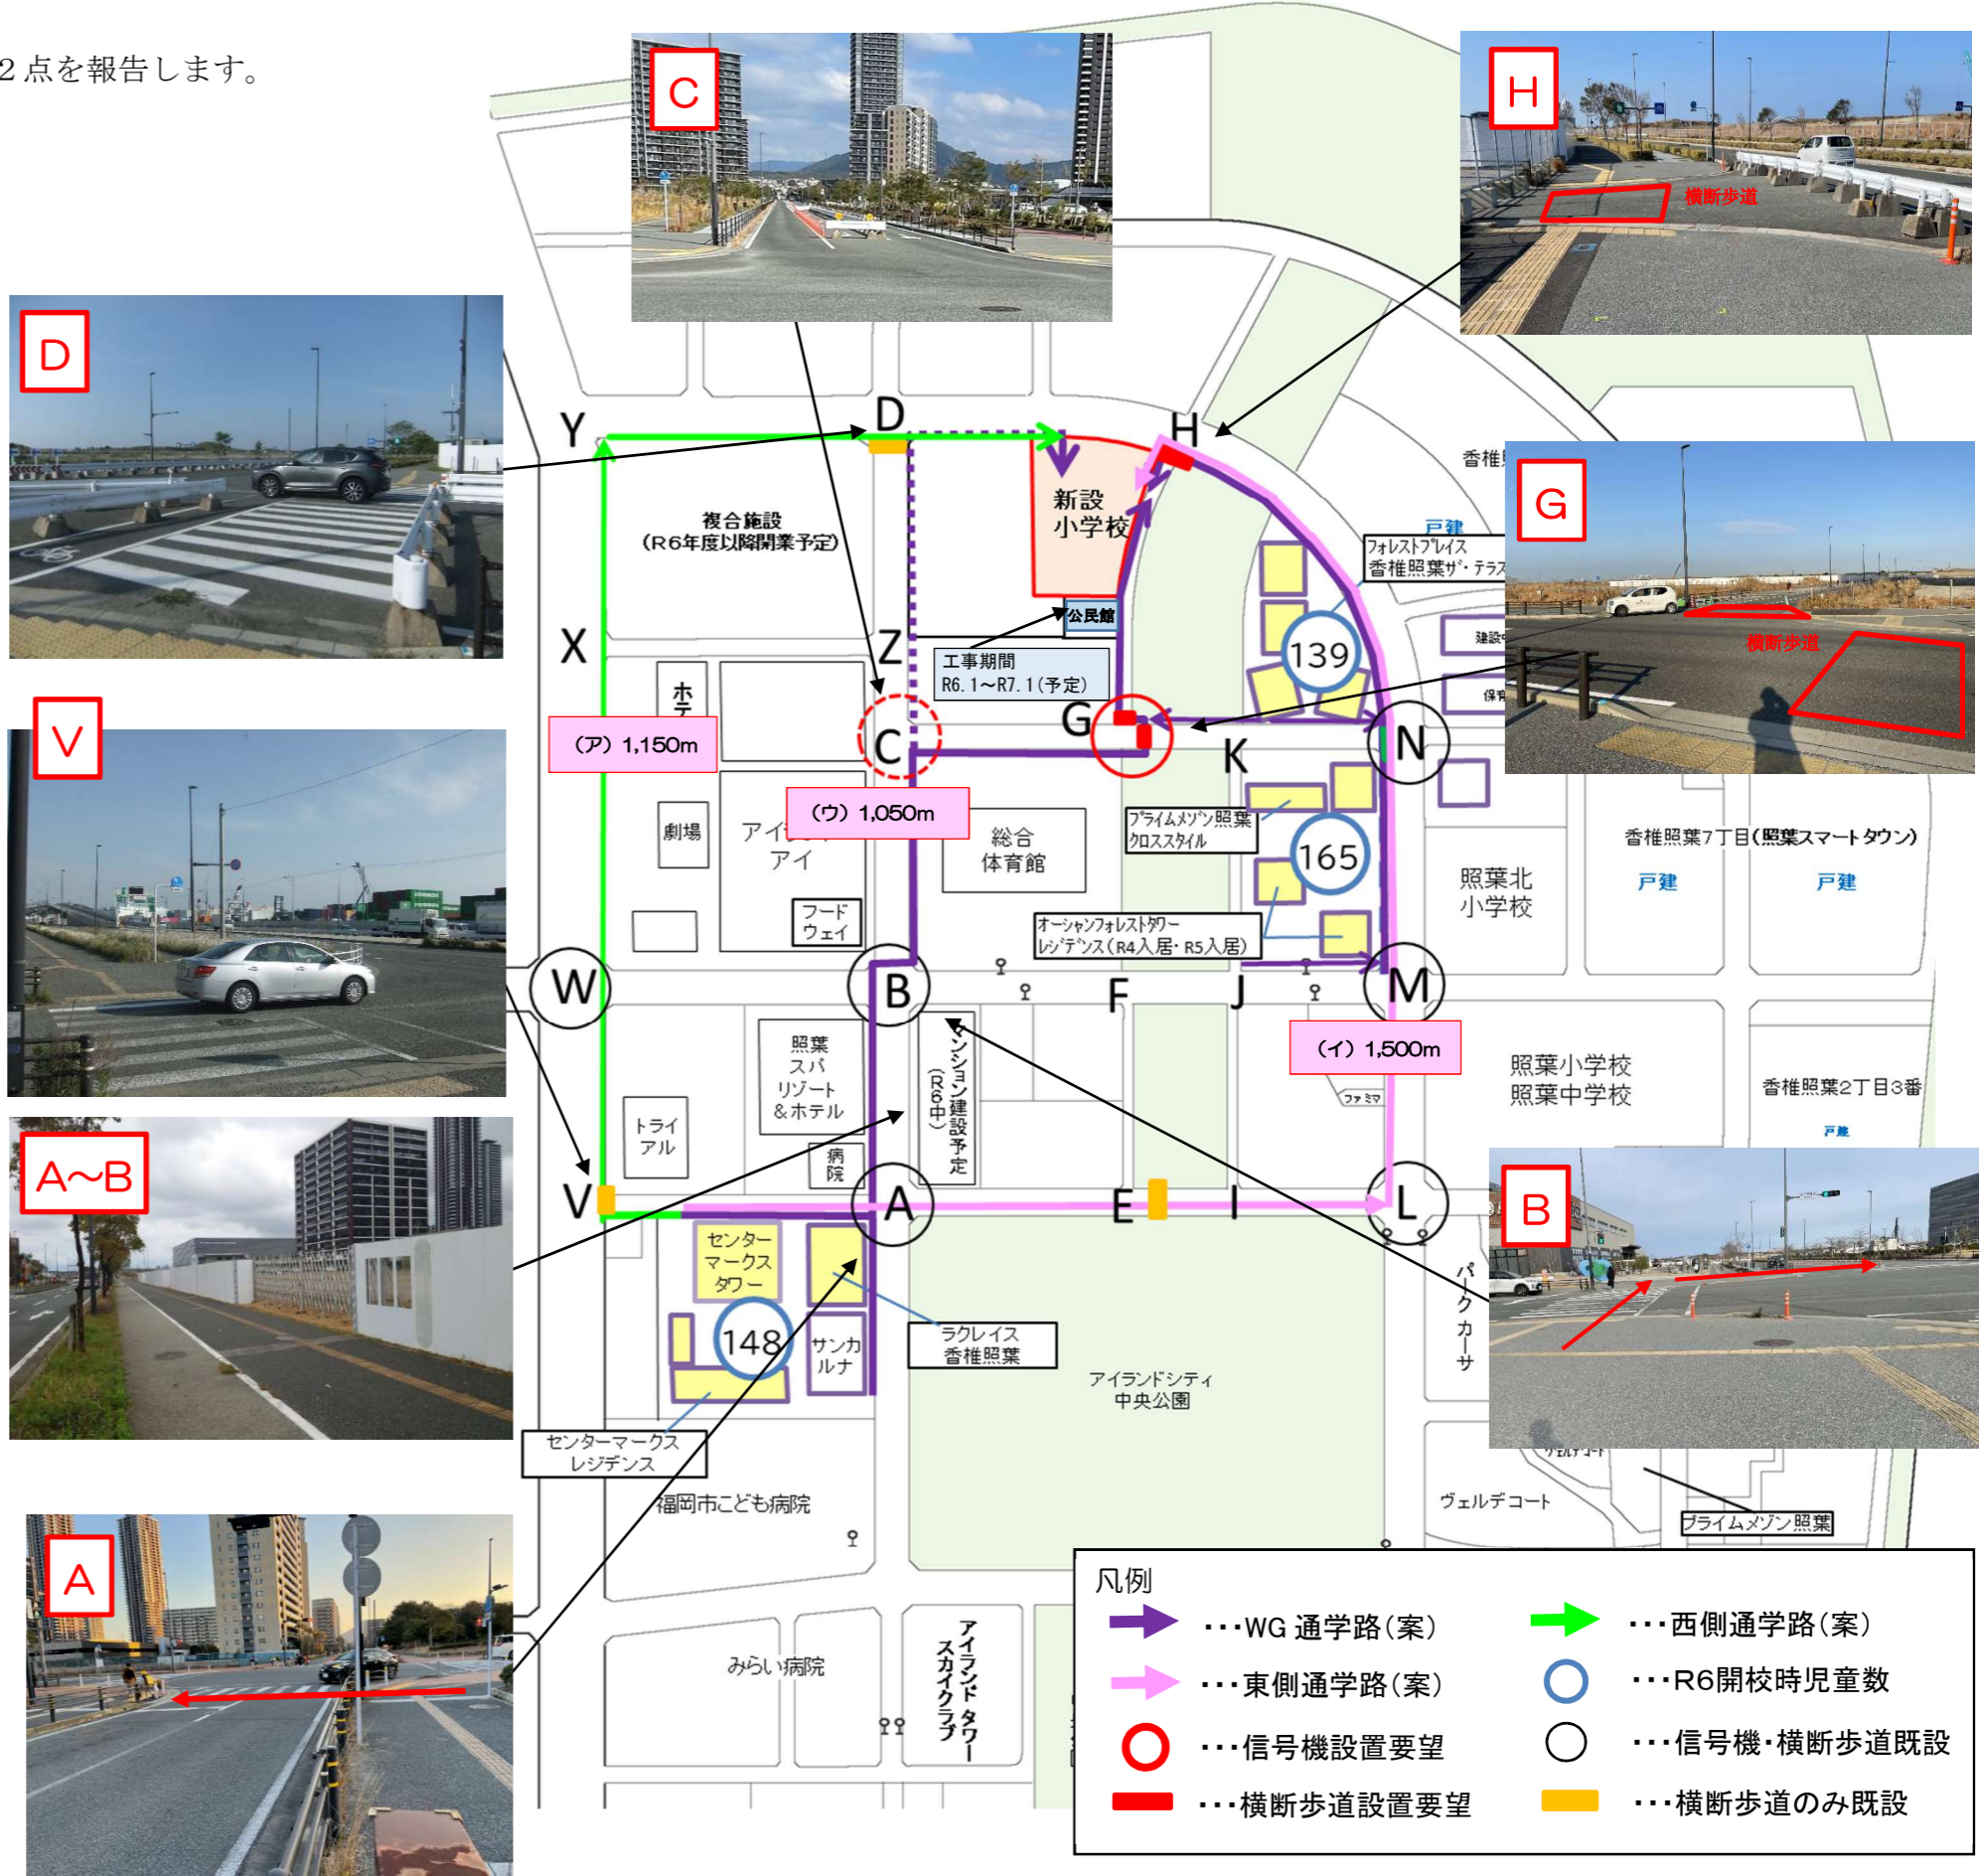 2点を報告します。
C
H
横断歩道
D
Y
D
H
新設
小学校
複合施設
(R6年度以降開業予定)
戸建
フォレストプレイス
香椎照葉ザ・テラス
G
横断歩道
公民館
139
X
Z
工事期間
R6.1～R7.1(予定)
G
C
K
N
V
(ア) 1,150m
(ウ) 1,050m
劇場
総合
体育館
プライムメゾン照葉
クロススタイル
165
香椎照葉7丁目(照葉スマートタウン)
戸建
戸建
照葉北
小学校
フード
ウェイ
オーシャンフォレストタワー
レジデンス(R4入居・R5入居)
W
B
F
J
M
(イ) 1,500m
照葉
スパ
リゾート
&ホテル
マンション建設予定
(R6中)
ファミマ
照葉小学校
照葉中学校
香椎照葉2丁目3番
戸建
トライ
アル
病
院
A～B
V
A
E
I
L
B
センター
マークス
タワー
148
サンカ
ルナ
ラクレイス
香椎照葉
パークカーサ
アイランドシティ
中央公園
センターマークス
レジデンス
福岡市こども病院
ヴェルデコート
プライムメゾン照葉
A
みらい病院
アイランドタワー
スカイクラブ
凡例
・・・WG 通学路(案)
・・・西側通学路(案)
・・・東側通学路(案)
・・・R6開校時児童数
・・・信号機設置要望
・・・信号機・横断歩道既設
・・・横断歩道設置要望
・・・横断歩道のみ既設